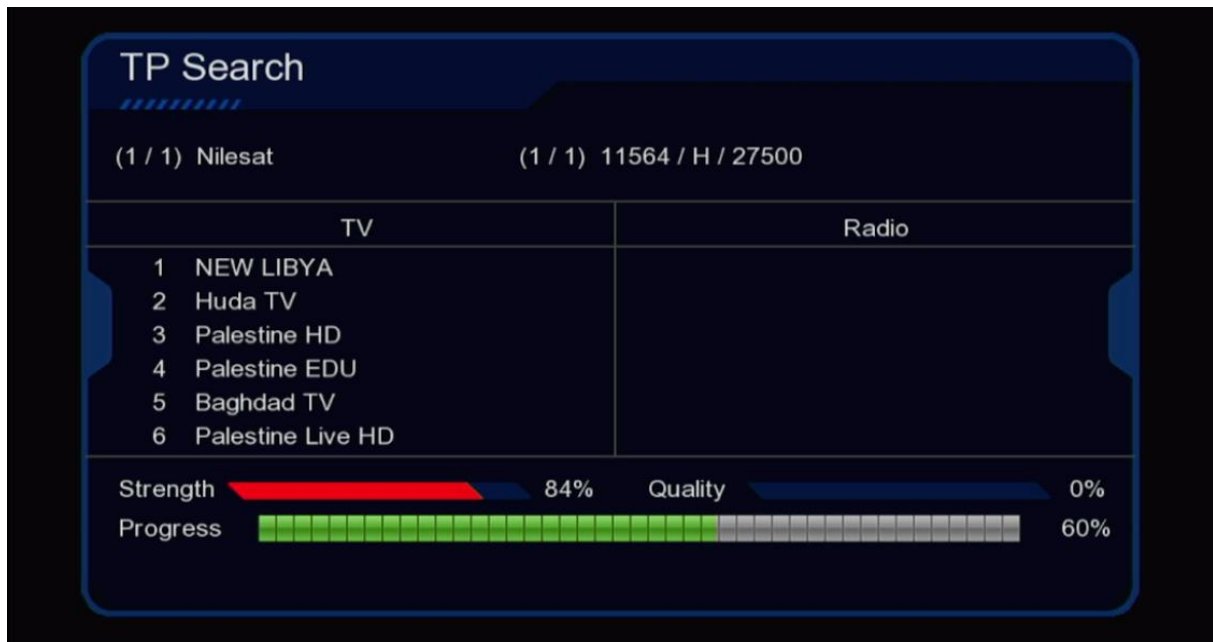 TP Search
(1 / 1) Nilesat (1 / 1) 11564 / H / 27500
TV Radio
1 NEW LIBYA
2 Huda TV
3 Palestine HD
4 Palestine EDU
5 Baghdad TV
6 Palestine Live HD
Strength 84% Quality 0%
Progress 60%